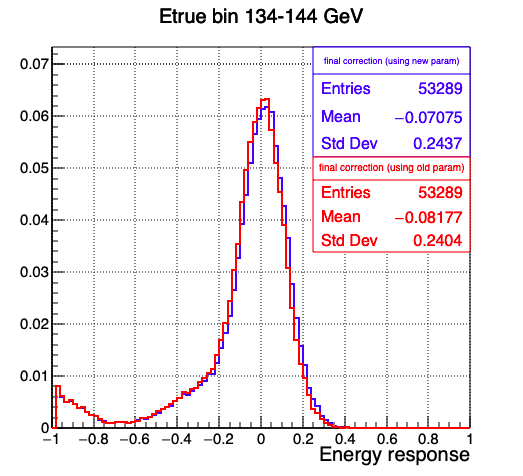 Etrue bin 134-144 GeV
final correction (using new param)
Entries 53289
Mean −0.07075
Std Dev 0.2437
final correction (using old param)
Entries 53289
Mean −0.08177
Std Dev 0.2404
0.07
0.06
0.05
0.04
0.03
0.02
0.01
0
−1 −0.8 −0.6 −0.4 −0.2 0 0.2 0.4 0.6 0.8 1
Energy response